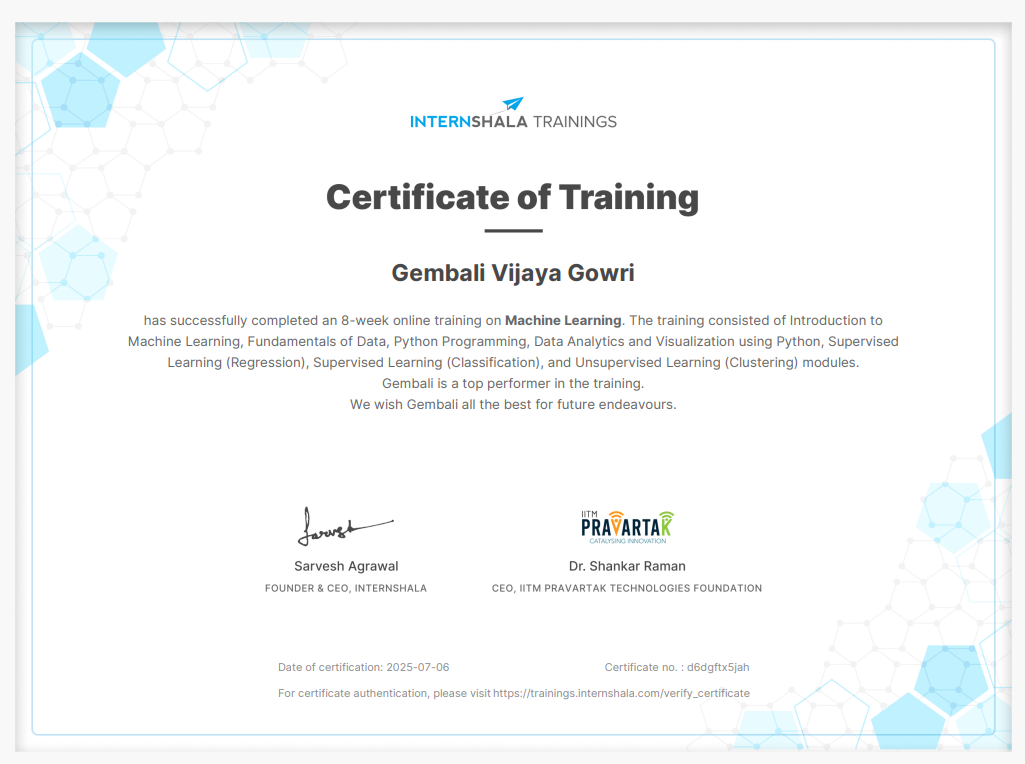 INTERNSHALA TRAININGS
Certificate of Training
Gembali Vijaya Gowri
has successfully completed an 8-week online training on Machine Learning. The training consisted of Introduction to
Machine Learning, Fundamentals of Data, Python Programming, Data Analytics and Visualization using Python, Supervised
Learning (Regression), Supervised Learning (Classification), and Unsupervised Learning (Clustering) modules.
Gembali is a top performer in the training.
We wish Gembali all the best for future endeavours.
Sarvesh
IITM
PRAVARTAK
CATALYSING INNOVATION
Sarvesh Agrawal
Dr. Shankar Raman
FOUNDER & CEO, INTERNSHALA
CEO, IITM PRAVARTAK TECHNOLOGIES FOUNDATION
Date of certification: 2025-07-06
Certificate no. : d6dgftx5jah
For certificate authentication, please visit https://trainings.internshala.com/verify_certificate